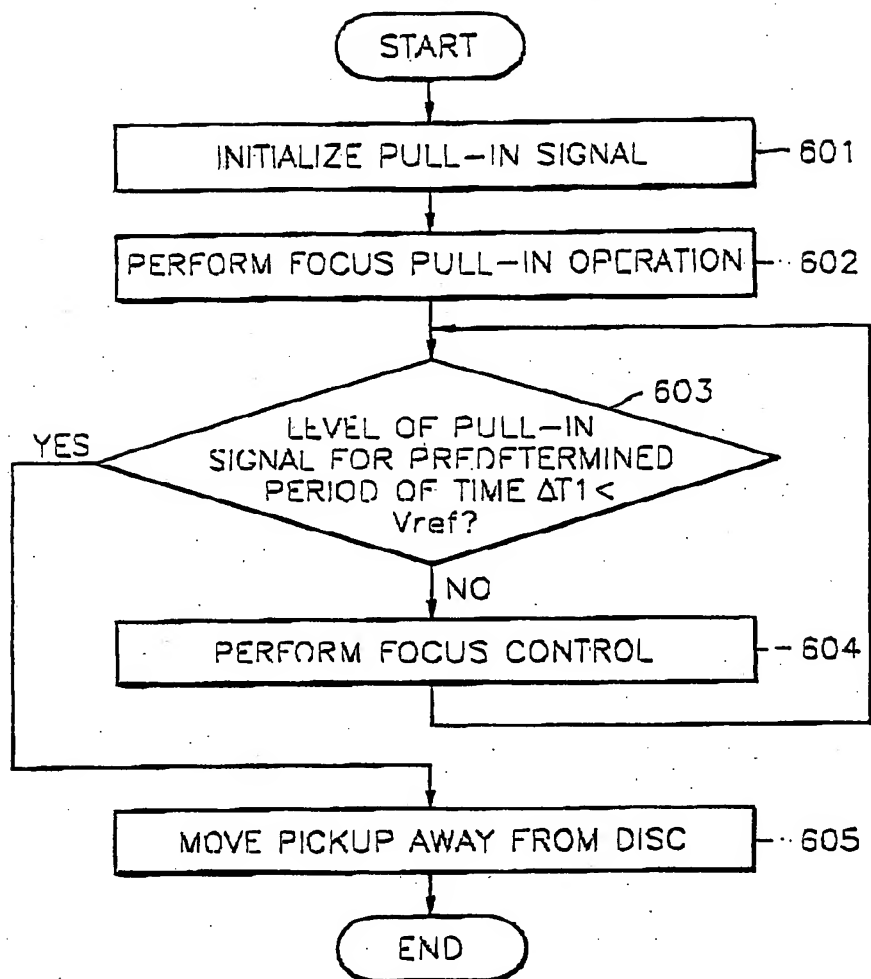 START
INITIALIZE PULL-IN SIGNAL
601
PERFORM FOCUS PULL-IN OPERATION
602
603
YES
LEVEL OF PULL-IN
SIGNAL FOR PREDETERMINED
PERIOD OF TIME ΔT1 <
Vref?
NO
PERFORM FOCUS CONTROL
604
MOVE PICKUP AWAY FROM DISC
605
END